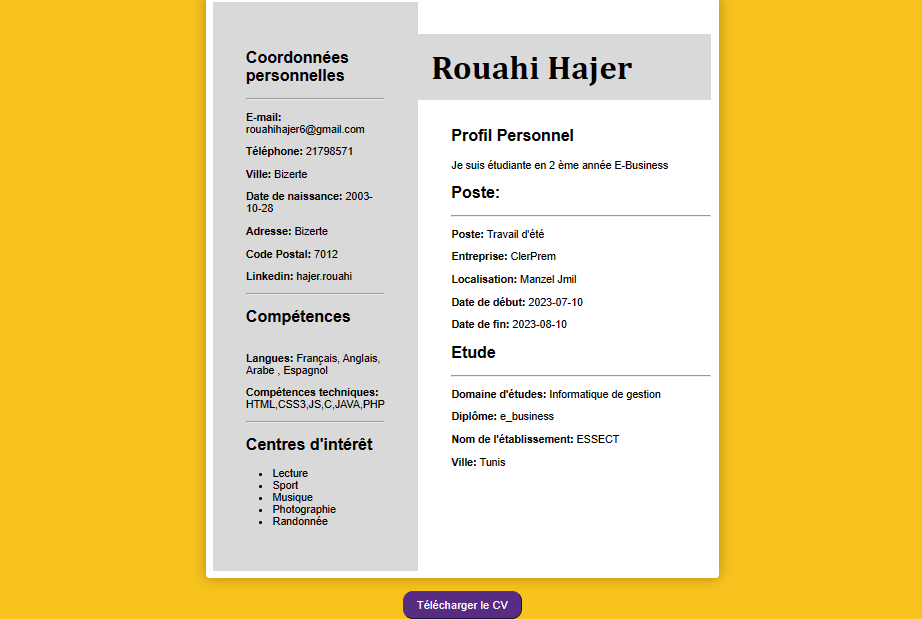 Coordonnées
personnelles
E-mail:
rouahihajer6@gmail.com
Téléphone: 21798571
Ville: Bizerte
Date de naissance: 2003-
10-28
Adresse: Bizerte
Code Postal: 7012
Linkedin: hajer.rouahi
Compétences
Langues: Français, Anglais,
Arabe , Espagnol
Compétences techniques:
HTML,CSS3,JS,C,JAVA,PHP
Centres d'intérêt
Lecture
Sport
Musique
Photographie
Randonnée
Rouahi Hajer
Profil Personnel
Je suis étudiante en 2 ème année E-Business
Poste:
Poste: Travail d'été
Entreprise: ClerPrem
Localisation: Manzel Jmil
Date de début: 2023-07-10
Date de fin: 2023-08-10
Etude
Domaine d'études: Informatique de gestion
Diplôme: e_business
Nom de l'établissement: ESSECT
Ville: Tunis
Télécharger le CV